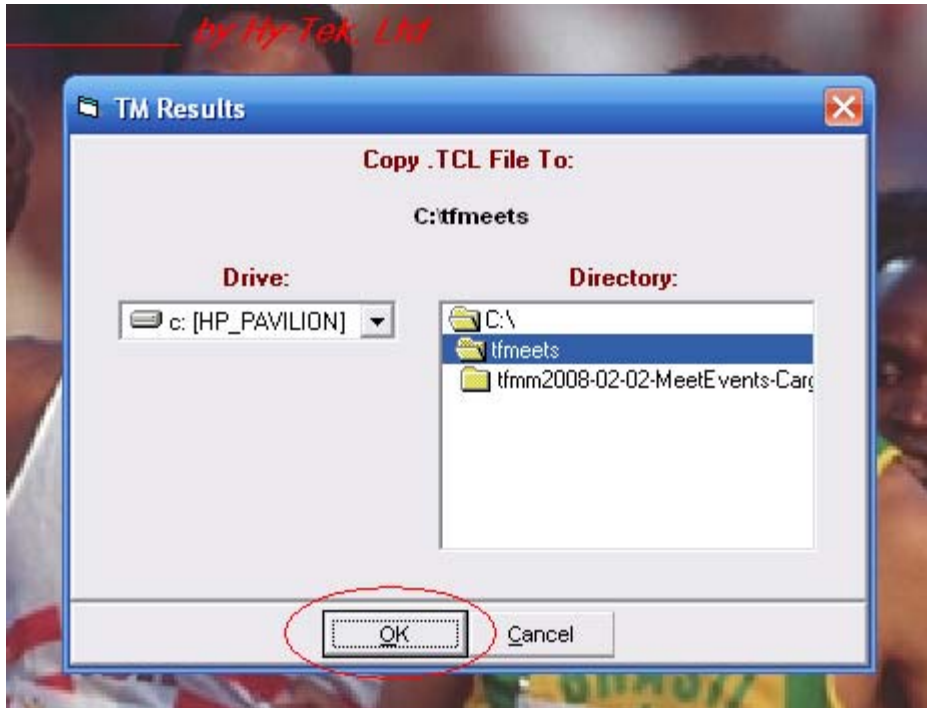 by Hy-Tek, Ltd
TM Results
Copy .TCL File To:
C:\tfmeets
Drive:
Directory:
c: [HP_PAVILION]
C:\
tfmeets
tfmm2008-02-02-MeetEvents-Carg
OK
Cancel